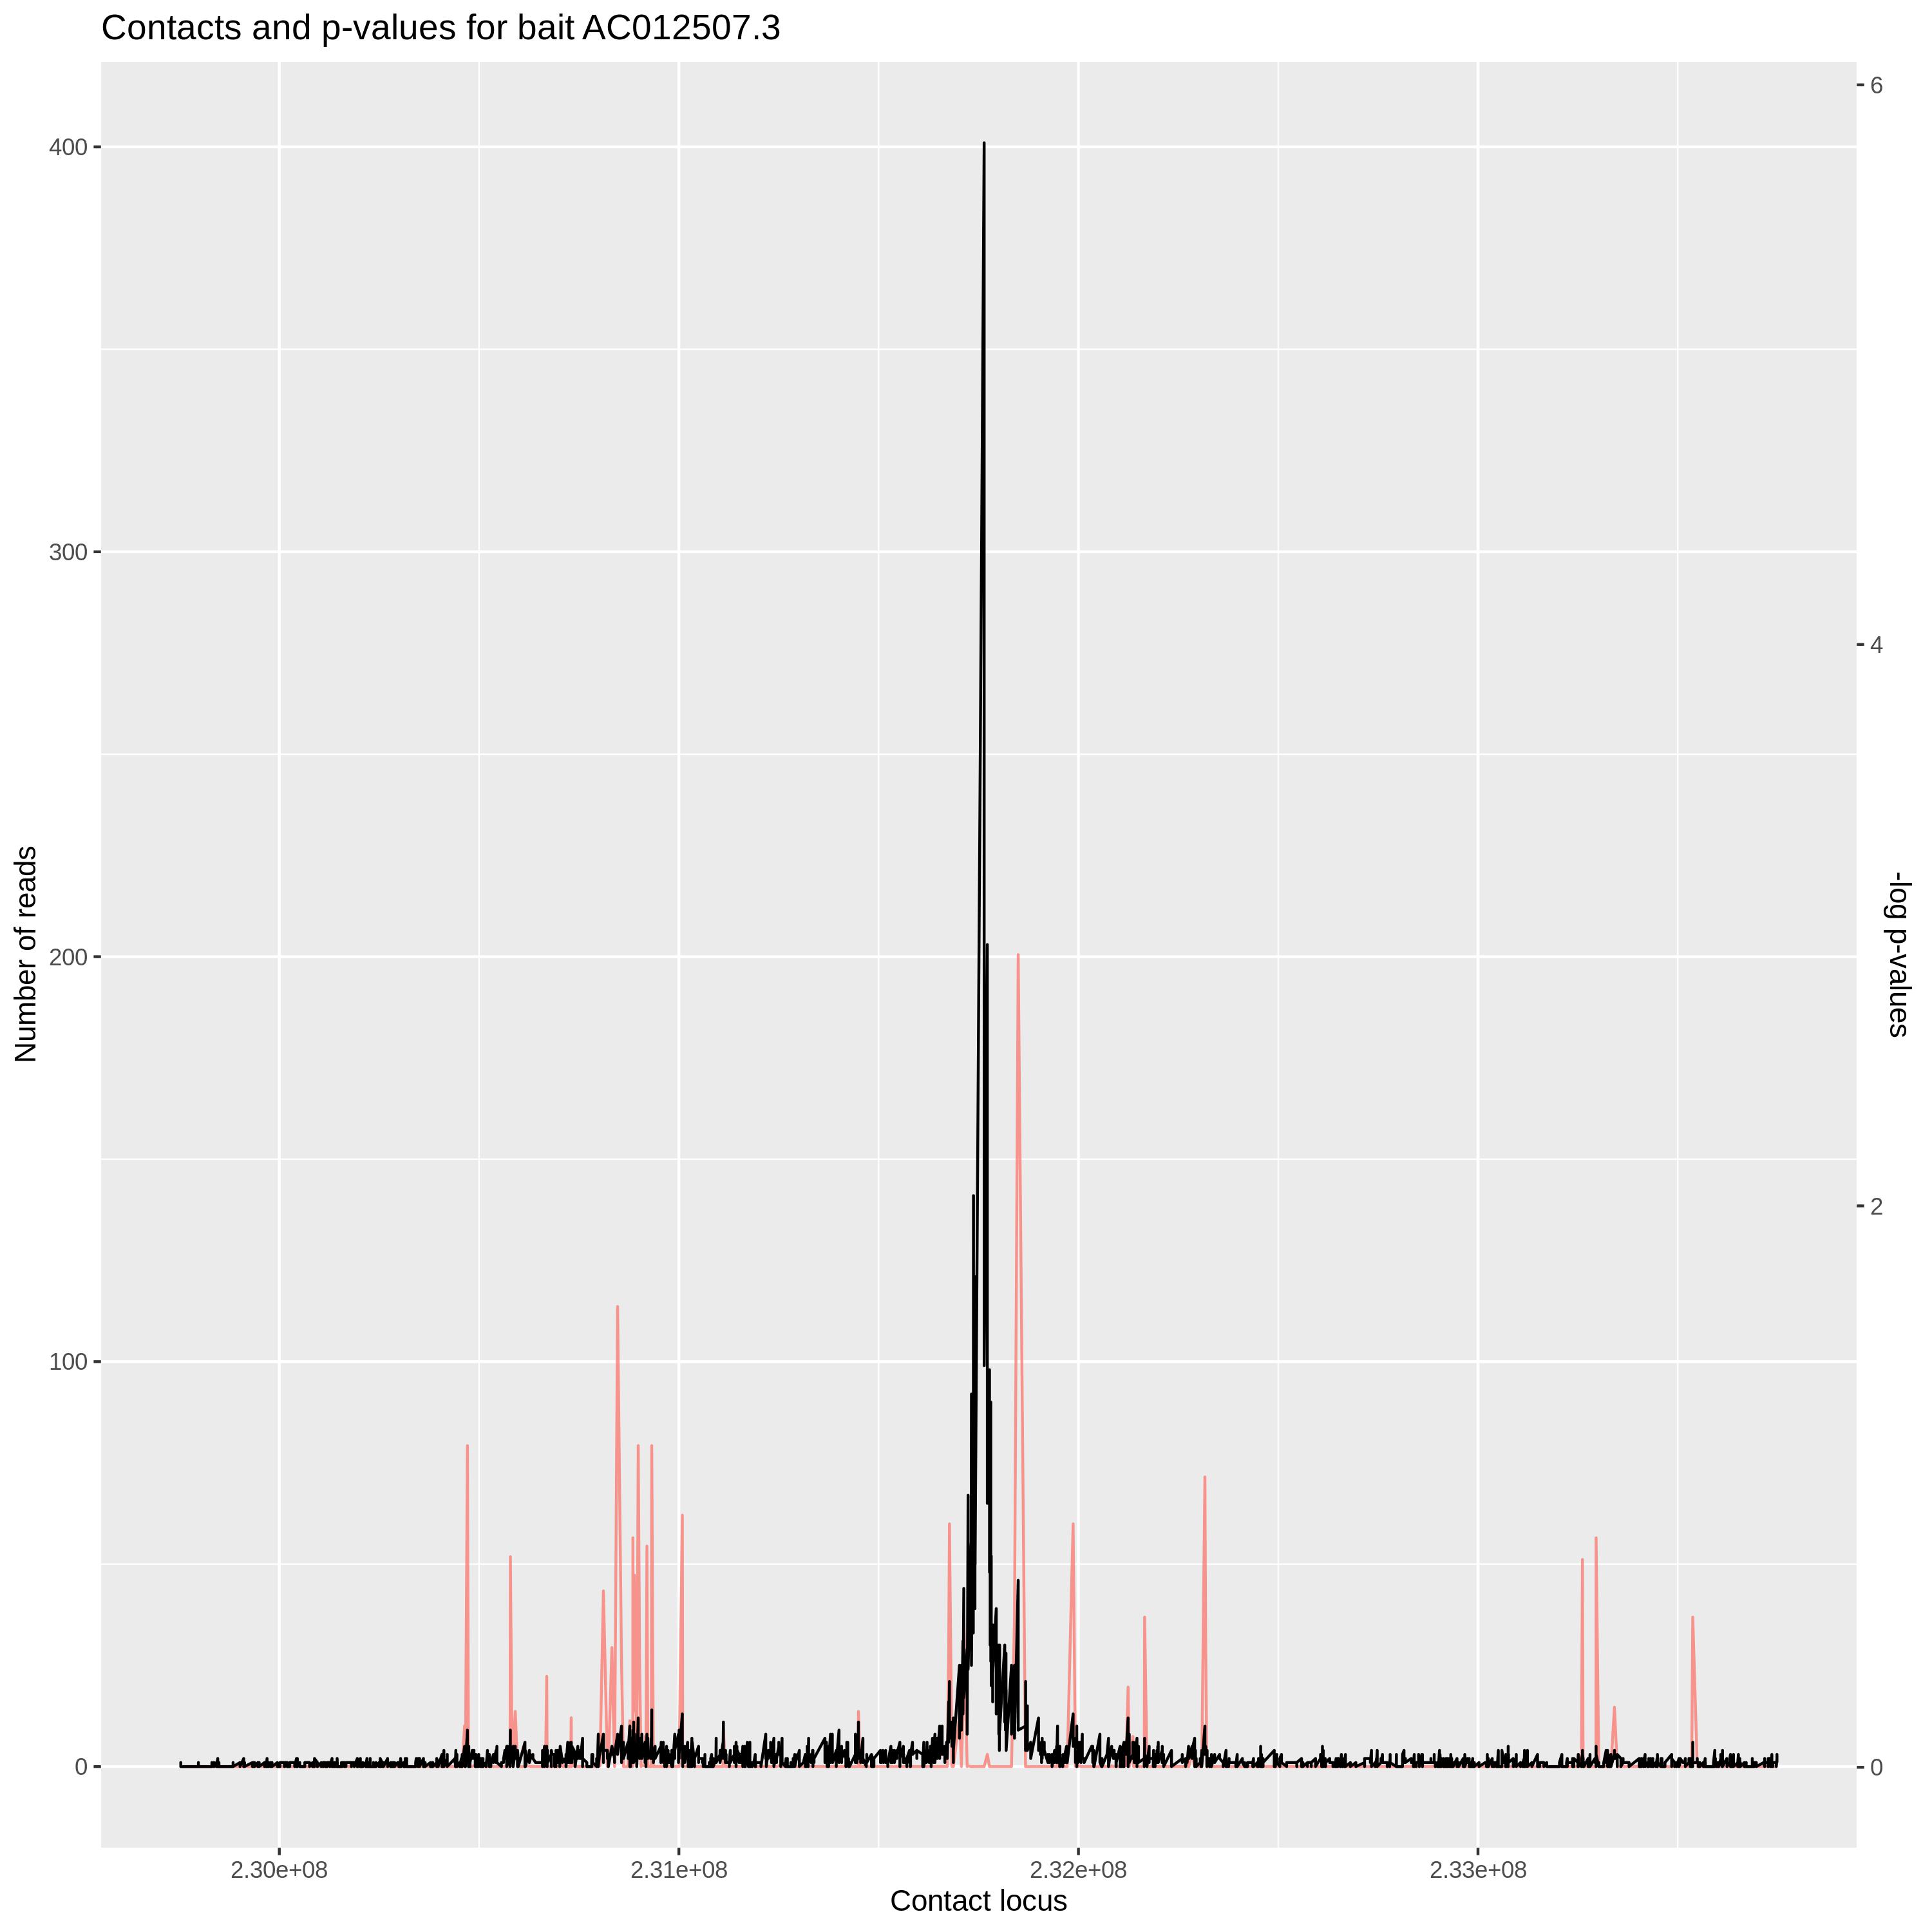 Contacts and p-values for bait AC012507.3
400
300
200
100
0
Number of reads
6
4
2
0
-log p-values
2.30e+08
2.31e+08
2.32e+08
2.33e+08
Contact locus